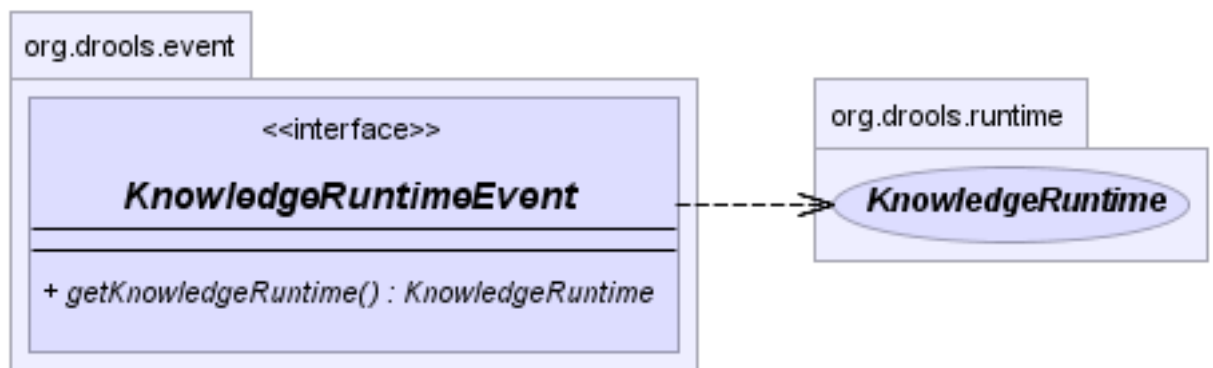 org.drools.event
<<interface>>
KnowledgeRuntimeEvent
+ getKnowledgeRuntime() : KnowledgeRuntime
org.drools.runtime
KnowledgeRuntime